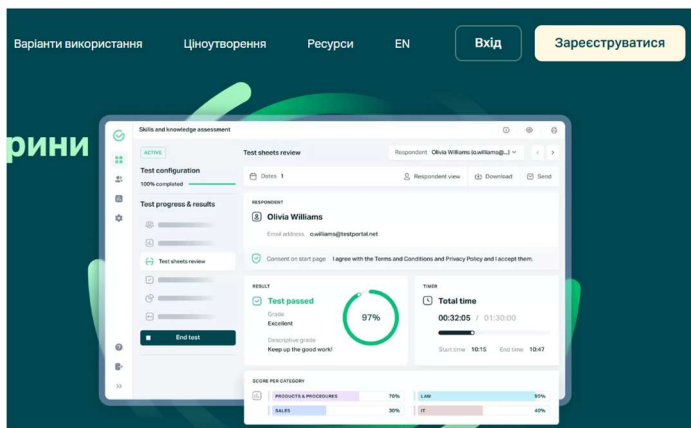 Варіанти використання Ціноутворення Ресурси EN Вхід Зареєструватися
рини
Skills and knowledge assessment
ACTIVE
Test configuration
100% completed
Test progress & results
Test sheets review
End test
Test sheets review
Respondent Olivia Williams (o.williams@...)
Dates 1 Respondent view Download Send
RESPONDENT
Olivia Williams
Email address o.williams@testportal.net
Consent on start page I agree with the Terms and Conditions and Privacy Policy and I accept them.
RESULT
Test passed
Grade
Excellent
Descriptive grade
Keep up the good work!
97%
TIMER
Total time
00:32:05 / 01:30:00
Start time 10:15 End time 10:47
SCORE PER CATEGORY
PRODUCTS & PROCEDURES 70% LAW 95%
SALES 30% IT 40%